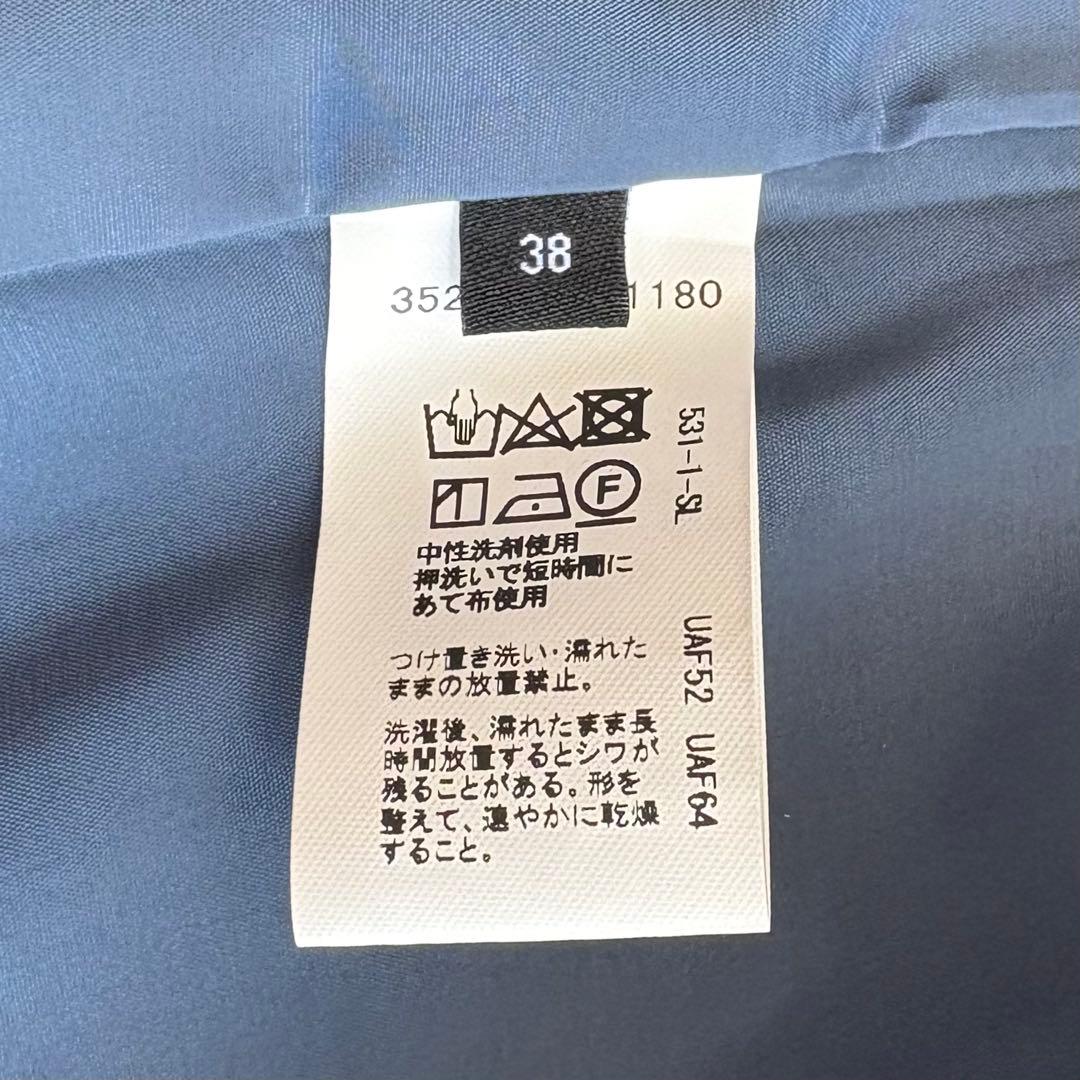 38
352 1180
F
中性洗剤使用
押洗いで短時間に
あて布使用
つけ置き洗い・濡れた
ままの放置禁止。
洗濯後、濡れたまま長
時間放置するとシワが
残ることがある。形を
整えて、速やかに乾燥
すること。
531-1-SL
UAF52 UAF64